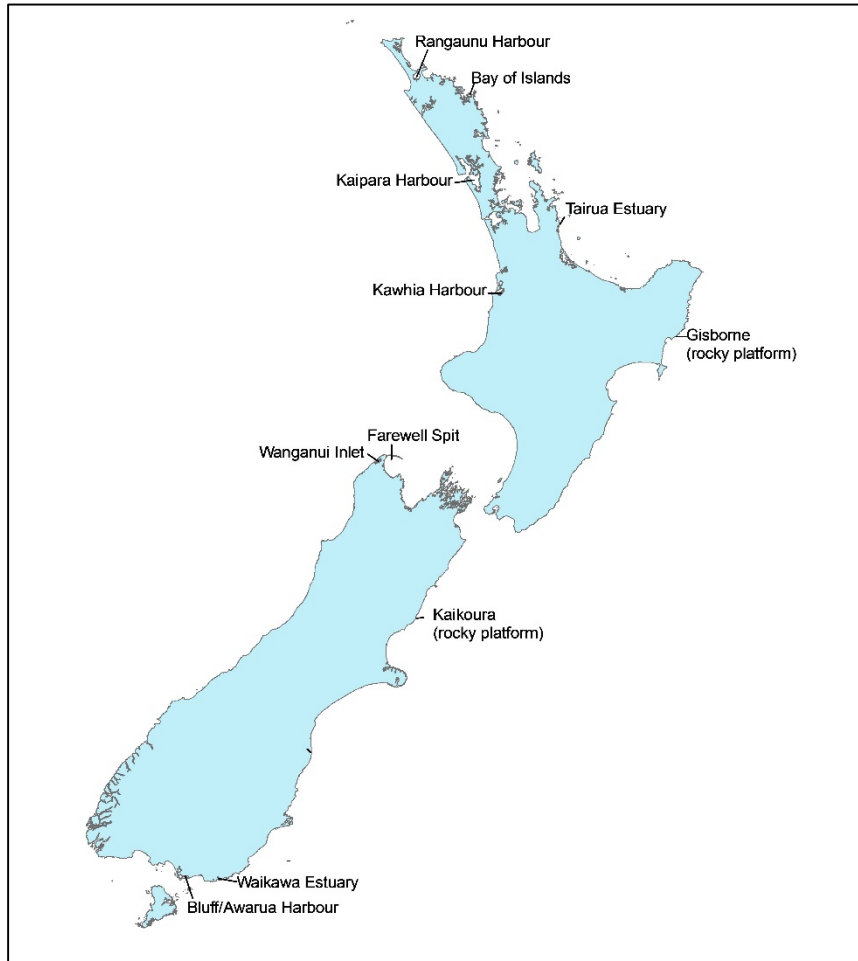 Rangaunu Harbour
Bay of Islands
Kaipara Harbour
Tairua Estuary
Kawhia Harbour
Gisborne
(rocky platform)
Farewell Spit
Wanganui Inlet
Kaikoura
(rocky platform)
Waikawa Estuary
Bluff/Awarua Harbour